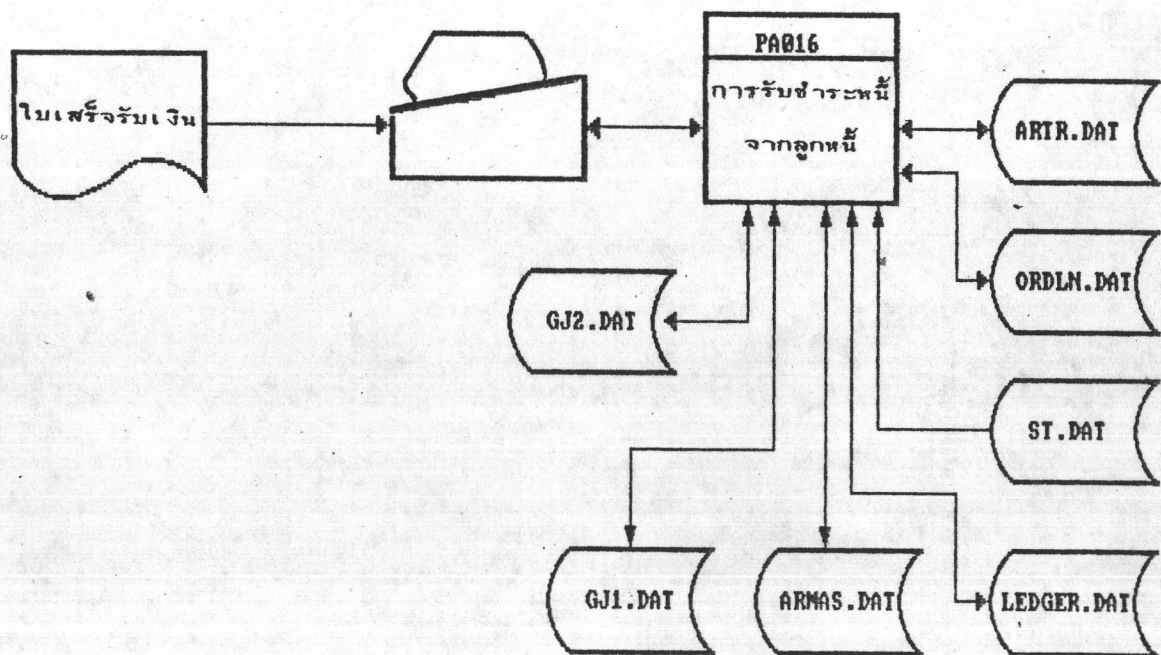 PA016
การรับชำระหนี้
จากลูกหนี้
ใบเสร็จรับเงิน
ARTR.DAT
ORDLN.DAT
GJ2.DAT
ST.DAT
GJ1.DAT
ARMAS.DAT
LEDGER.DAT